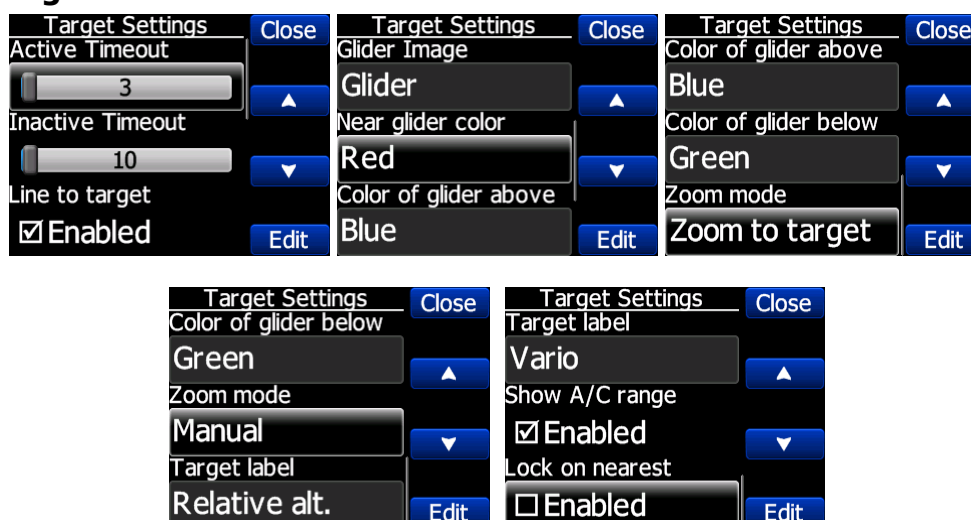 Target Settings
Close
Active Timeout
3
Inactive Timeout
10
Line to target
Enabled
Edit
Target Settings
Close
Glider Image
Glider
Near glider color
Red
Color of glider above
Blue
Edit
Target Settings
Close
Color of glider above
Blue
Color of glider below
Green
Zoom mode
Zoom to target
Edit
Target Settings
Close
Color of glider below
Green
Zoom mode
Manual
Target label
Relative alt.
Edit
Target Settings
Close
Target label
Vario
Show A/C range
Enabled
Lock on nearest
Enabled
Edit